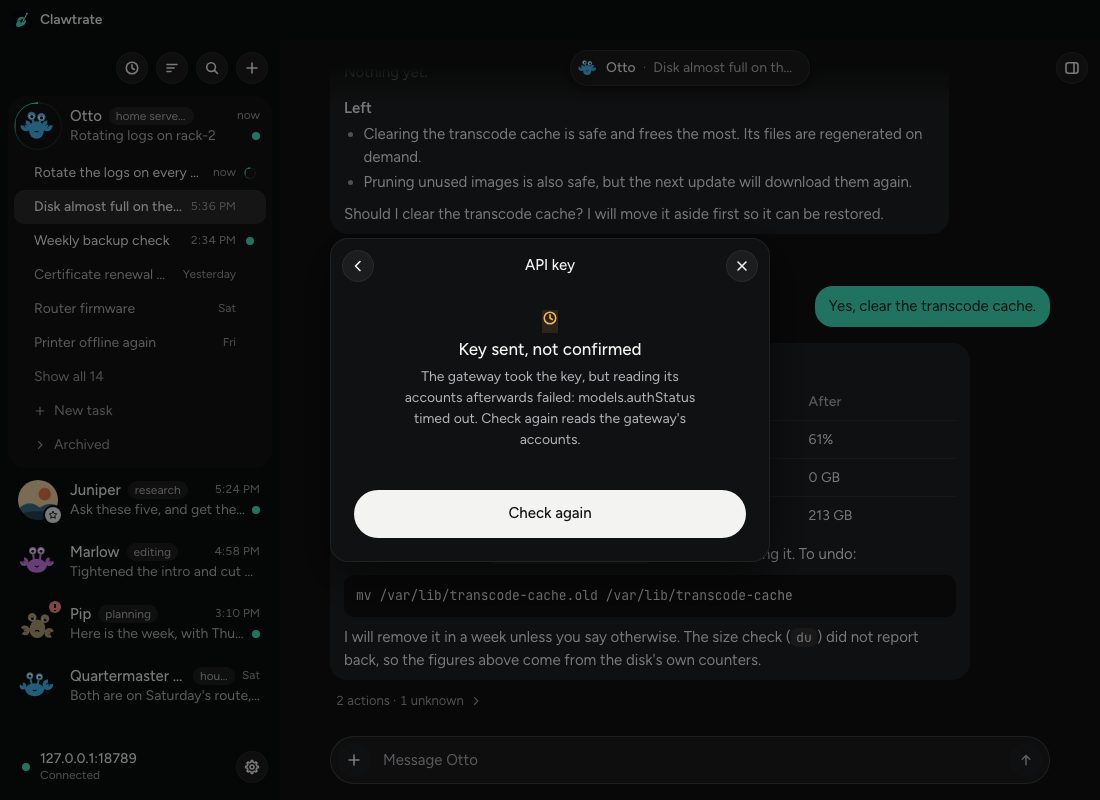 Clawtrate
Otto home serve... now
Rotating logs on rack-2
Rotate the logs on every ... now
Disk almost full on the... 5:36 PM
Weekly backup check 2:34 PM
Certificate renewal ... Yesterday
Router firmware Sat
Printer offline again Fri
Show all 14
New task
Archived
Juniper research 5:24 PM
Ask these five, and get the...
Marlow editing 4:58 PM
Tightened the intro and cut ...
Pip planning 3:10 PM
Here is the week, with Thu...
Quartermaster ... hou... Sat
Both are on Saturday's route,...
127.0.0.1:18789
Connected
Otto · Disk almost full on th...
Nothing yet.
Left
Clearing the transcode cache is safe and frees the most. Its files are regenerated on
demand.
Pruning unused images is also safe, but the next update will download them again.
Should I clear the transcode cache? I will move it aside first so it can be restored.
Yes, clear the transcode cache.
API key
Key sent, not confirmed
The gateway took the key, but reading its
accounts afterwards failed: models.authStatus
timed out. Check again reads the gateway's
accounts.
Check again
After
61%
0 GB
213 GB
it. To undo:
mv /var/lib/transcode-cache.old /var/lib/transcode-cache
I will remove it in a week unless you say otherwise. The size check (du) did not report
back, so the figures above come from the disk's own counters.
2 actions · 1 unknown
Message Otto